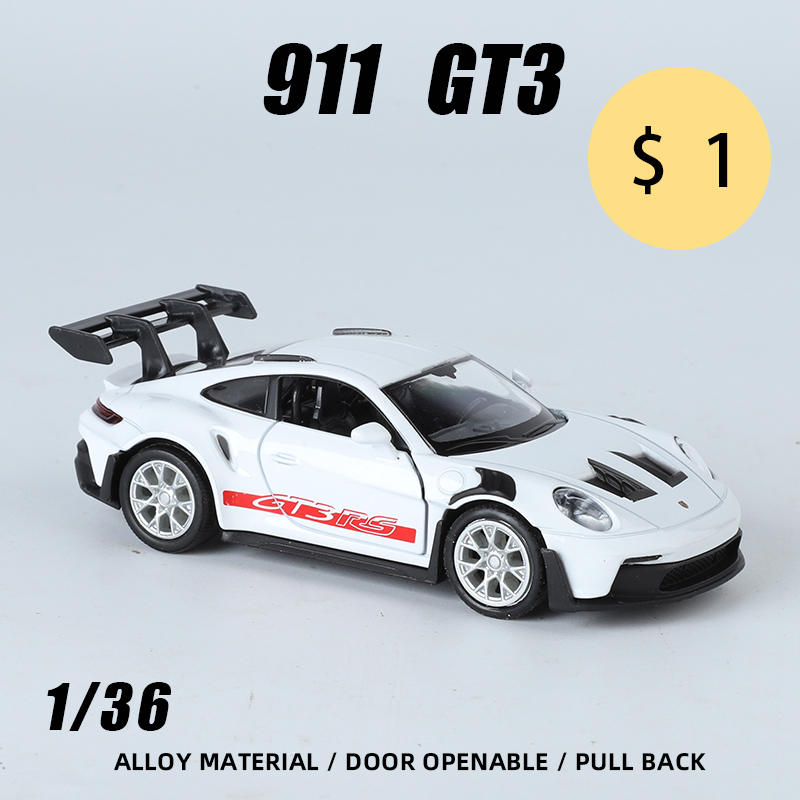 911 GT3
$ 1
GT3RS
1/36
ALLOY MATERIAL / DOOR OPENABLE / PULL BACK